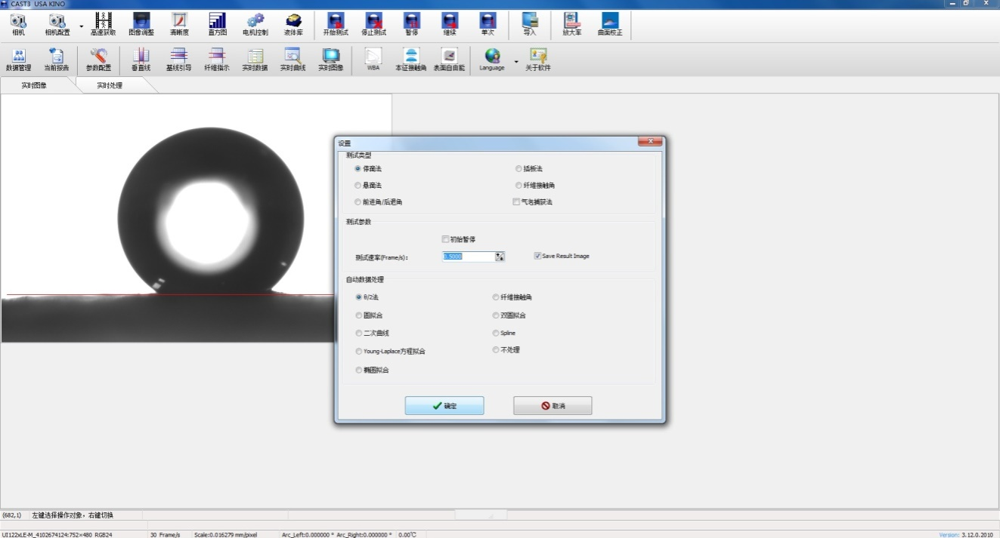 CAST3 USA KINO
相机 相机配置 高速获取 图像调整 清晰度 直方图 电机控制 液体库 开始测试 停止测试 暂停 继续 单次 导入 放大率 曲面校正
数据管理 当前报告 参数配置 垂直线 基线引导 纤维指示 实时数据 实时曲线 实时图像 WBA 本征接触角 表面自由能 Language 关于软件
实时图像 实时处理
设置
测试类型
停滴法 插板法
悬滴法 纤维接触角
前进角/后退角 气泡捕获法
测试参数
初始暂停
测试速率(Frame/s): 0.5000 Save Result Image
自动数据处理
θ/2法 纤维接触角
圆拟合 双圆拟合
二次曲线 Spline
Young-Laplace方程拟合 不处理
椭圆拟合
确定 取消
(682,1) 左键选择操作对象，右键切换
UI122xLE-M_4102674124:752×480 RGB24 30 Frame/s Scale:0.016279 mm/pixel Arc_Left:0.000000 ° Arc_Right:0.000000 ° 0.00℃ Version: 3.12.0.2010